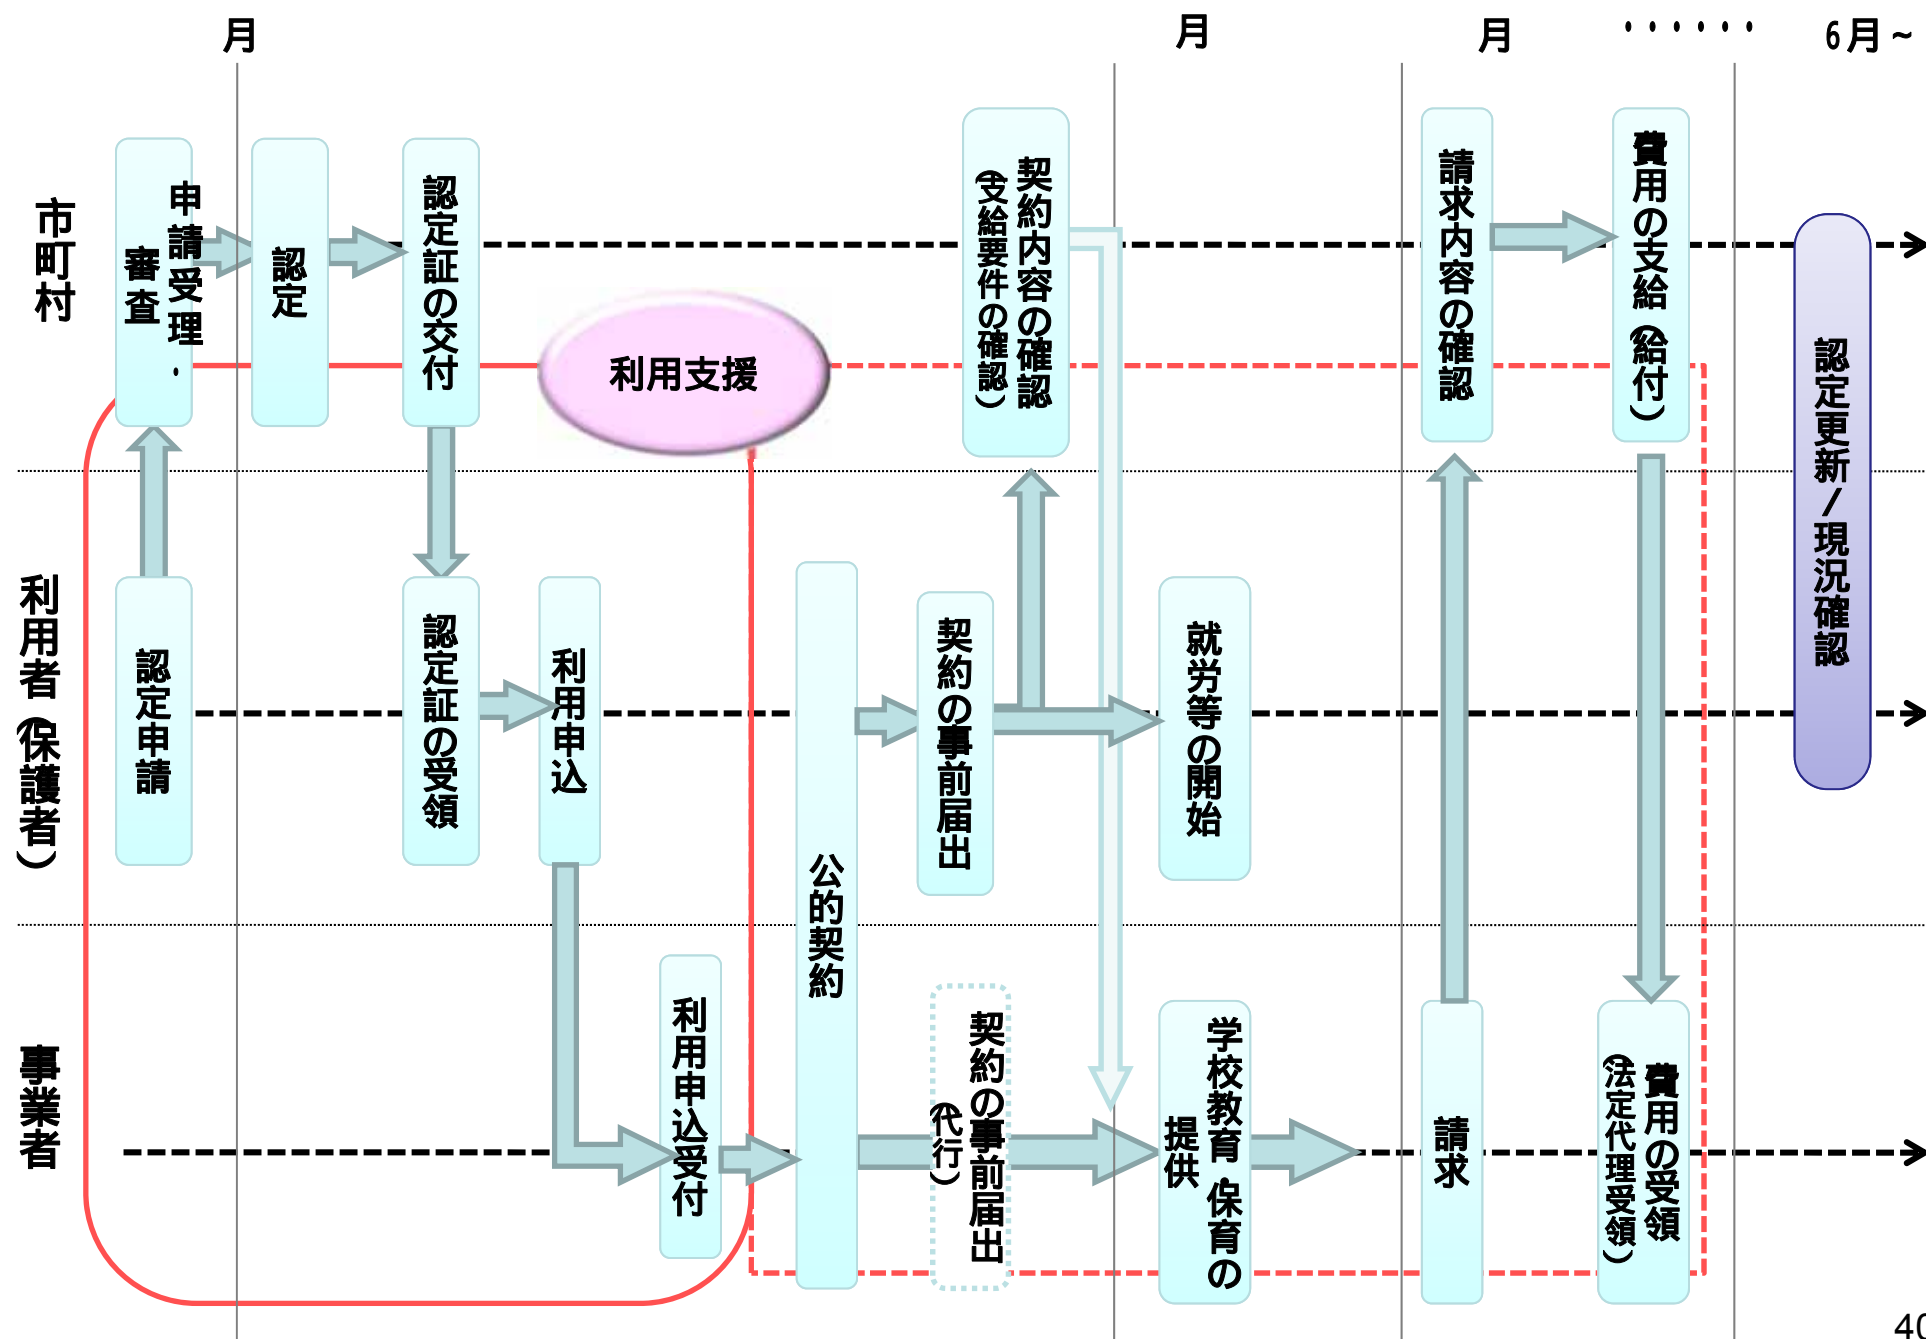 月
月
月
・・・・・・
6月~
市町村
申請受理・
審査
認定
認定証の交付
利用支援
契約内容の確認
(支給要件の確認)
請求内容の確認
費用の支給(給付)
認定更新/現況確認
利用者(保護者)
認定申請
認定証の受領
利用申込
公的契約
契約の事前届出
就労等の開始
事業者
利用申込受付
契約の事前届出
(代行)
学校教育・保育の
提供
請求
費用の受領
(法定代理受領)
40